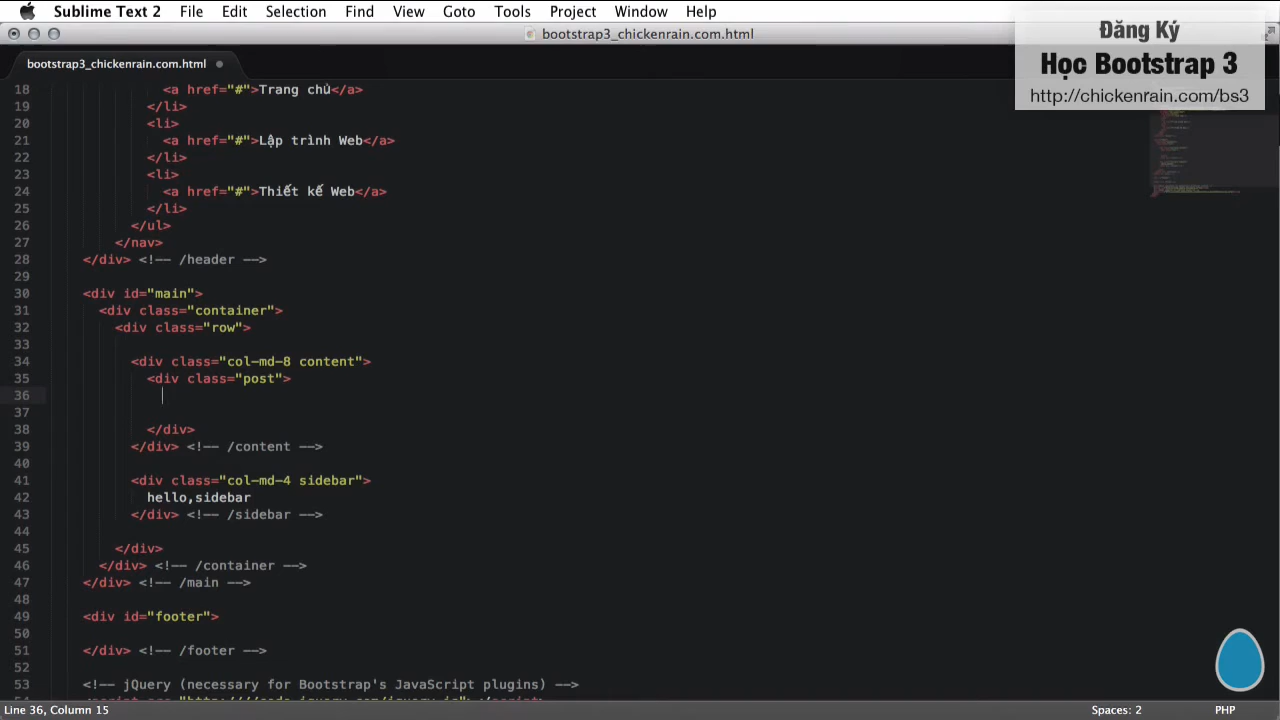 Sublime Text 2 File Edit Selection Find View Goto Tools Project Window Help
bootstrap3_chickenrain.com.html
Đăng Ký
Học Bootstrap 3
http://chickenrain.com/bs3
bootstrap3_chickenrain.com.html
18 <a href="#">Trang chủ</a>
19 </li>
20 <li>
21 <a href="#">Lập trình Web</a>
22 </li>
23 <li>
24 <a href="#">Thiết kế Web</a>
25 </li>
26 </ul>
27 </nav>
28 </div> <!-- /header -->
29
30 <div id="main">
31 <div class="container">
32 <div class="row">
33
34 <div class="col-md-8 content">
35 <div class="post">
36
37
38 </div>
39 </div> <!-- /content -->
40
41 <div class="col-md-4 sidebar">
42 hello,sidebar
43 </div> <!-- /sidebar -->
44
45 </div>
46 </div> <!-- /container -->
47 </div> <!-- /main -->
48
49 <div id="footer">
50
51 </div> <!-- /footer -->
52
53 <!-- jQuery (necessary for Bootstrap's JavaScript plugins) -->
Line 36, Column 15 Spaces: 2 PHP